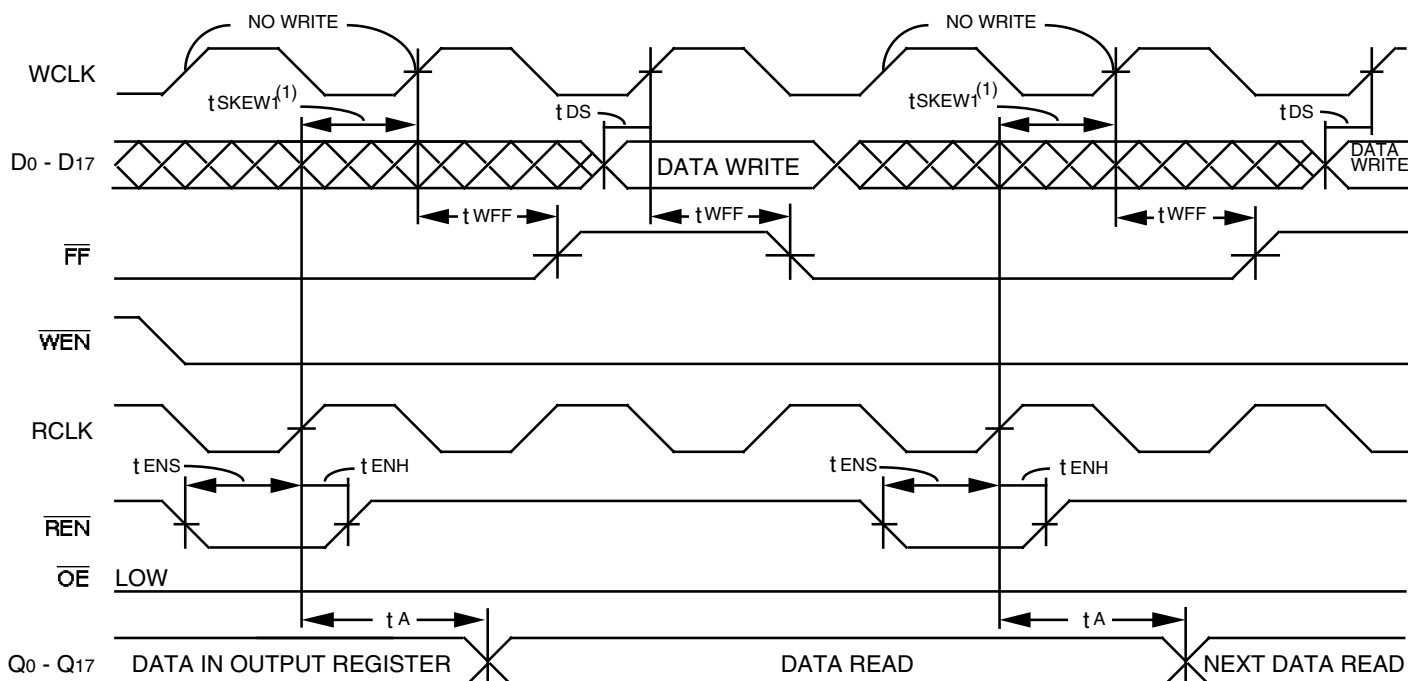 NO WRITE NO WRITE
WCLK
tSKEW1(1) tDS tSKEW1(1) tDS
D0 - D17 DATA WRITE DATA WRITE
tWFF tWFF tWFF
FF
WEN
RCLK
tENS tENH tENS tENH
REN
OE LOW
tA tA
Q0 - Q17 DATA IN OUTPUT REGISTER DATA READ NEXT DATA READ